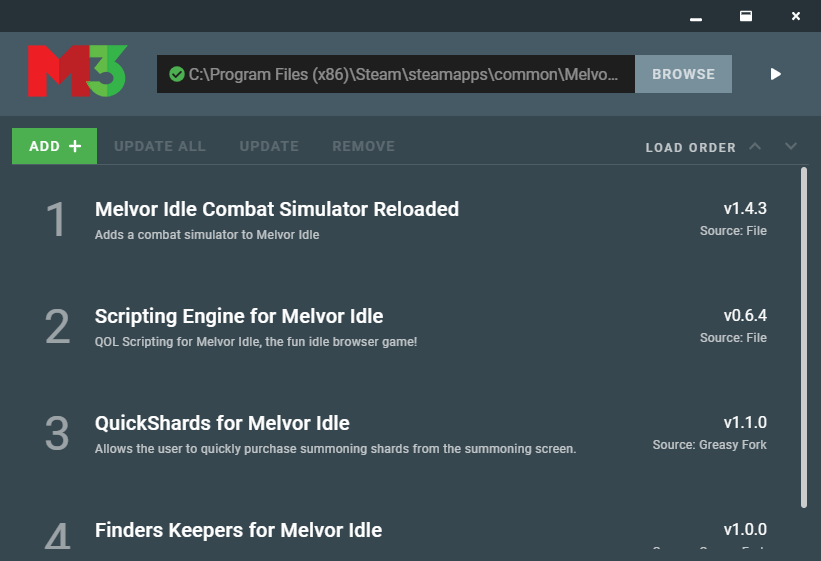 M3
C:\Program Files (x86)\Steam\steamapps\common\Melvo...
BROWSE
ADD +
UPDATE ALL
UPDATE
REMOVE
LOAD ORDER
1
Melvor Idle Combat Simulator Reloaded
v1.4.3
Adds a combat simulator to Melvor Idle
Source: File
2
Scripting Engine for Melvor Idle
v0.6.4
QOL Scripting for Melvor Idle, the fun idle browser game!
Source: File
3
QuickShards for Melvor Idle
v1.1.0
Allows the user to quickly purchase summoning shards from the summoning screen.
Source: Greasy Fork
4
Finders Keepers for Melvor Idle
v1.0.0